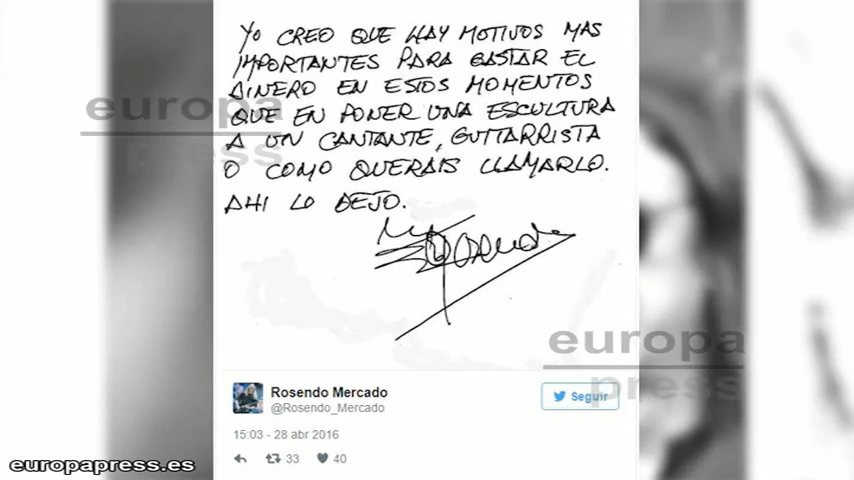 YO CREO QUE HAY MOTIVOS MAS
IMPORTANTES PARA GASTAR EL
DINERO EN ESTOS MOMENTOS
QUE EN PONER UNA ESCULTURA
A UN CANTANTE, GUITARRISTA
O COMO QUERAIS LLAMARLO.
AHI LO DEJO.
Rosendo
europa
press
europa
press
Rosendo Mercado
@Rosendo_Mercado
Seguir
15:03 - 28 abr 2016
33 40
europapress.es